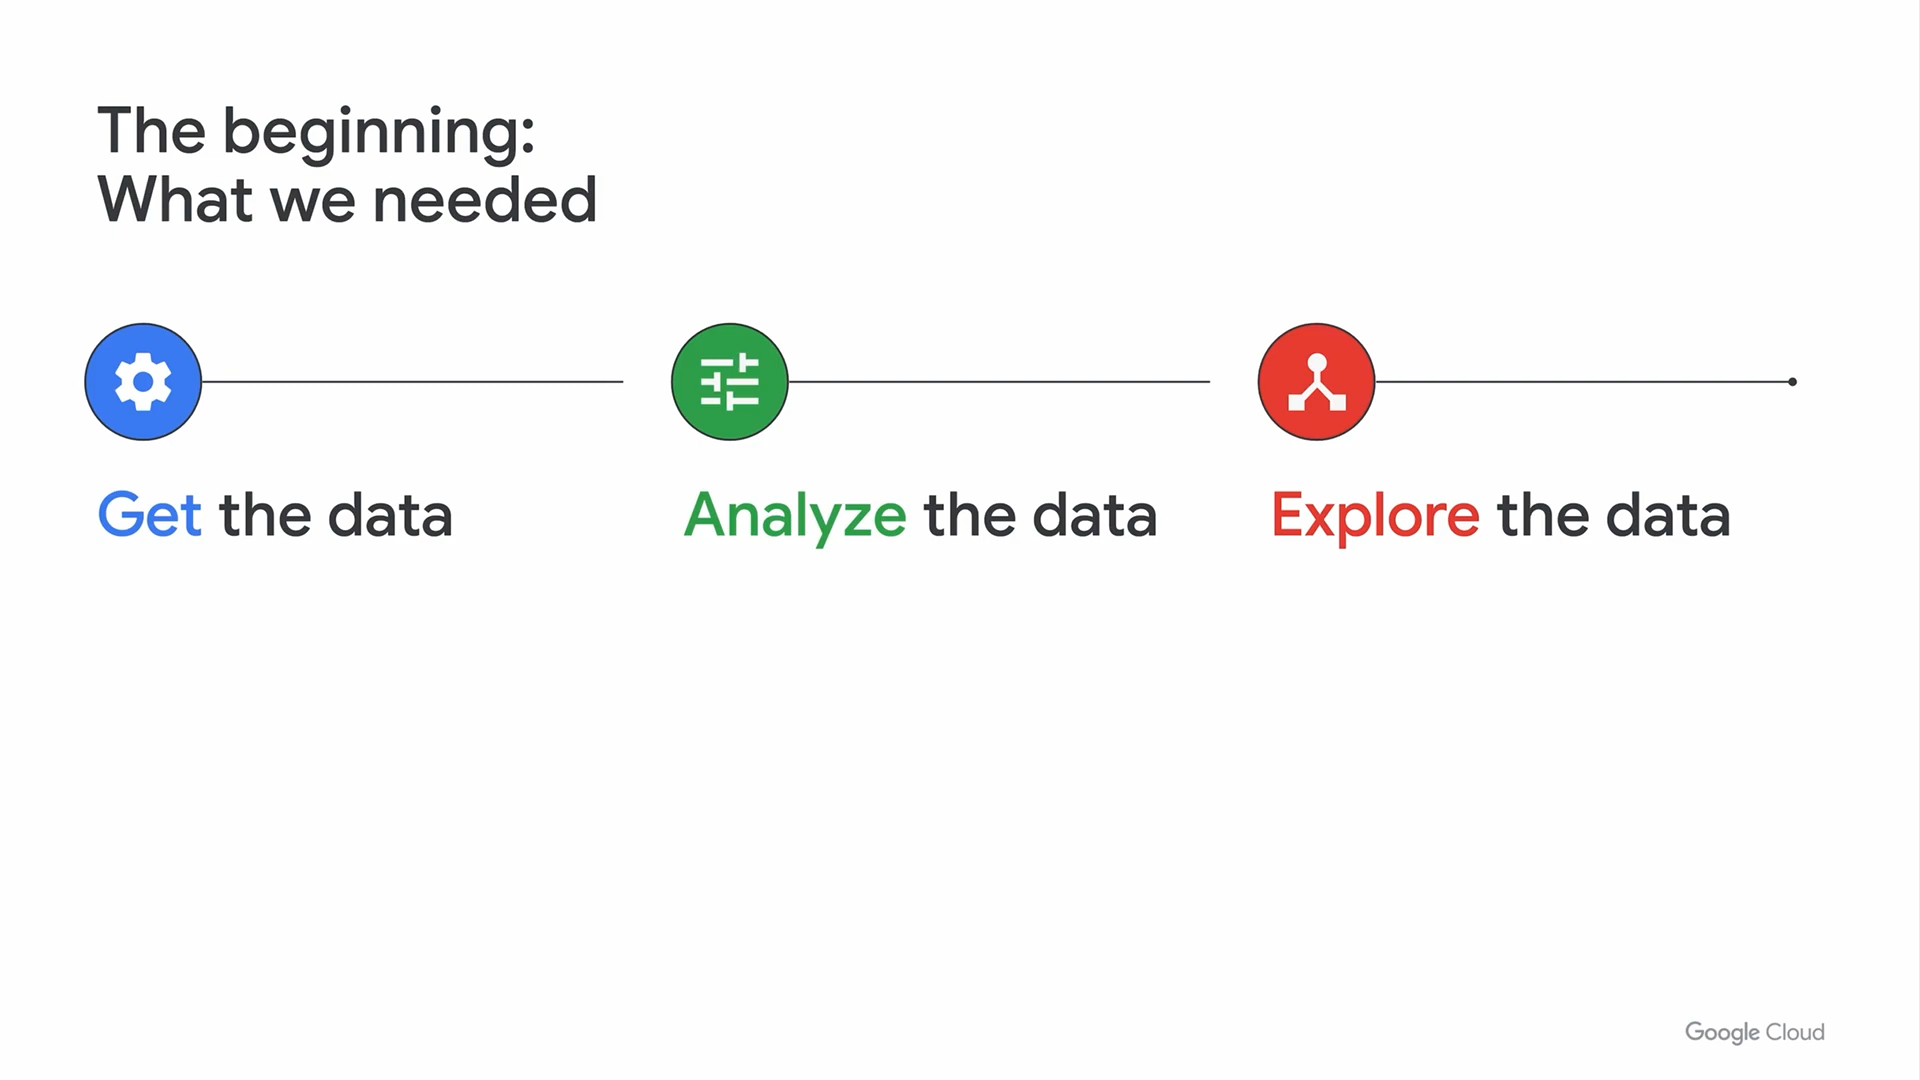 The beginning:
What we needed
Get the data
Analyze the data
Explore the data
Google Cloud